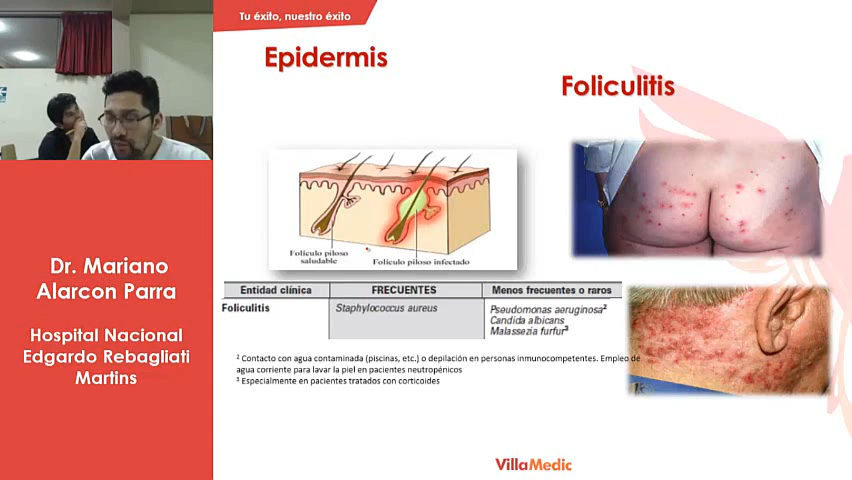 Tu éxito, nuestro éxito
Epidermis
Foliculitis
Folículo piloso
saludable
Folículo piloso infectado
Entidad clínica FRECUENTES Menos frecuentes o raros
Foliculitis Staphylococcus aureus Pseudomonas aeruginosa²
Candida albicans
Malassezia furfur³
² Contacto con agua contaminada (piscinas, etc.) o depilación en personas inmunocompetentes. Empleo de
agua corriente para lavar la piel en pacientes neutropénicos
³ Especialmente en pacientes tratados con corticoides
Dr. Mariano
Alarcon Parra
Hospital Nacional
Edgardo Rebagliati
Martins
VillaMedic